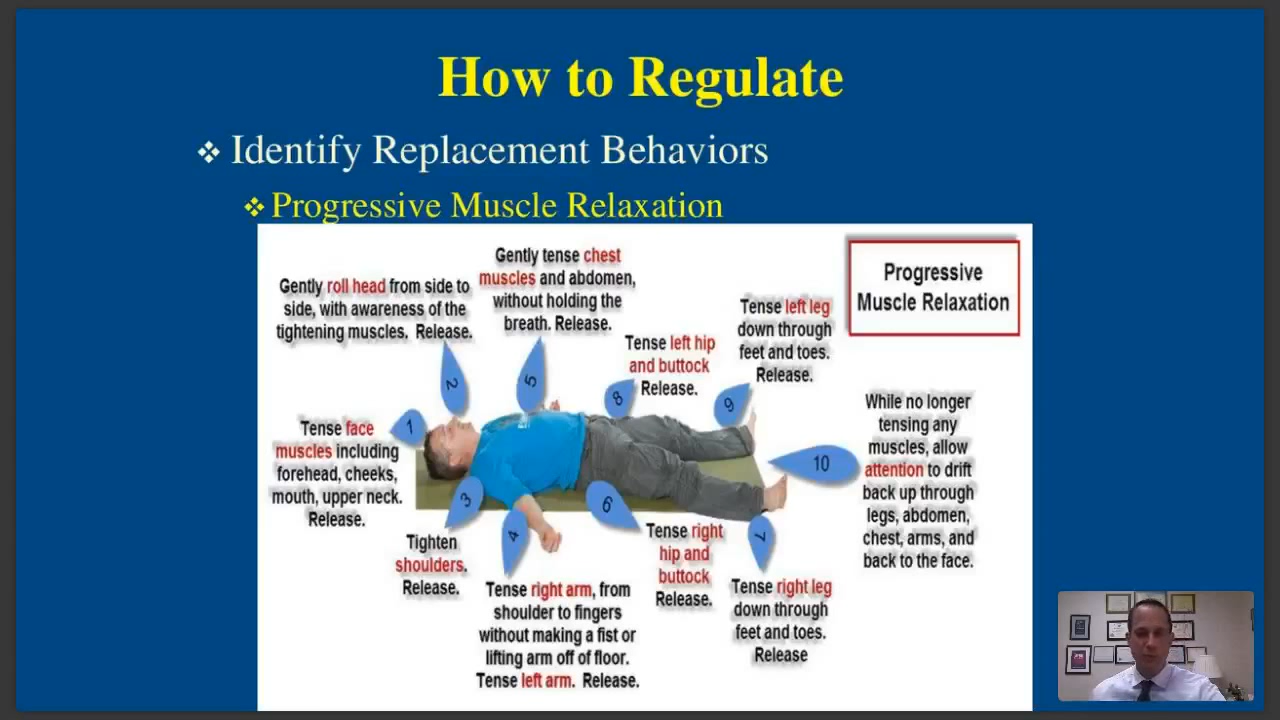 How to Regulate
❖ Identify Replacement Behaviors
❖ Progressive Muscle Relaxation
Progressive
Muscle Relaxation
1
Tense face
muscles including
forehead, cheeks,
mouth, upper neck.
Release.
2
Gently roll head from side to
side, with awareness of the
tightening muscles. Release.
3
Tighten
shoulders.
Release.
4
Tense right arm, from
shoulder to fingers
without making a fist or
lifting arm off of floor.
Tense left arm. Release.
5
Gently tense chest
muscles and abdomen,
without holding the
breath. Release.
6
Tense right
hip and
buttock
Release.
7
Tense right leg
down through
feet and toes.
Release
8
Tense left hip
and buttock
Release.
9
Tense left leg
down through
feet and toes.
Release.
10
While no longer
tensing any
muscles, allow
attention to drift
back up through
legs, abdomen,
chest, arms, and
back to the face.